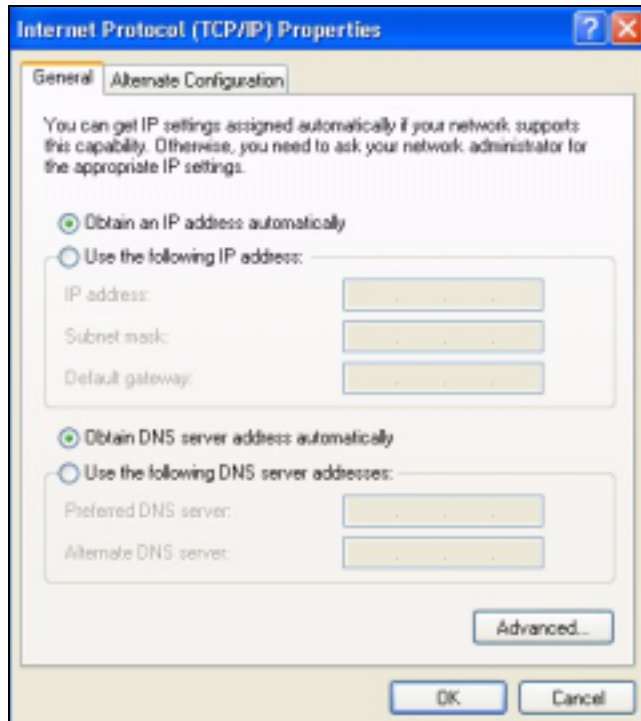 Internet Protocol (TCP/IP) Properties
General
Alternate Configuration
You can get IP settings assigned automatically if your network supports
this capability. Otherwise, you need to ask your network administrator for
the appropriate IP settings.
Obtain an IP address automatically
Use the following IP address:
IP address:
Subnet mask:
Default gateway:
Obtain DNS server address automatically
Use the following DNS server addresses:
Preferred DNS server:
Alternate DNS server:
Advanced...
OK
Cancel